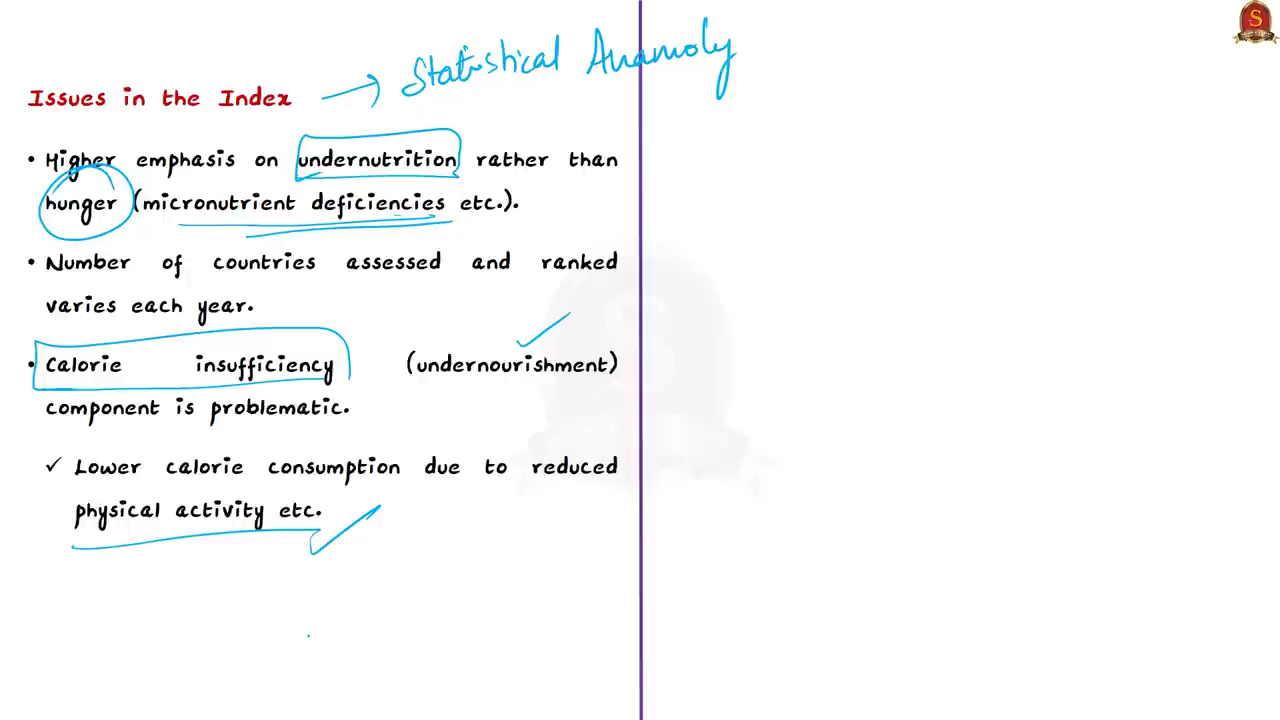 Statistical Anamoly
Issues in the Index
• Higher emphasis on undernutrition rather than
hunger (micronutrient deficiencies etc.).
• Number of countries assessed and ranked
varies each year.
• Calorie insufficiency (undernourishment)
component is problematic.
✓ Lower calorie consumption due to reduced
physical activity etc.